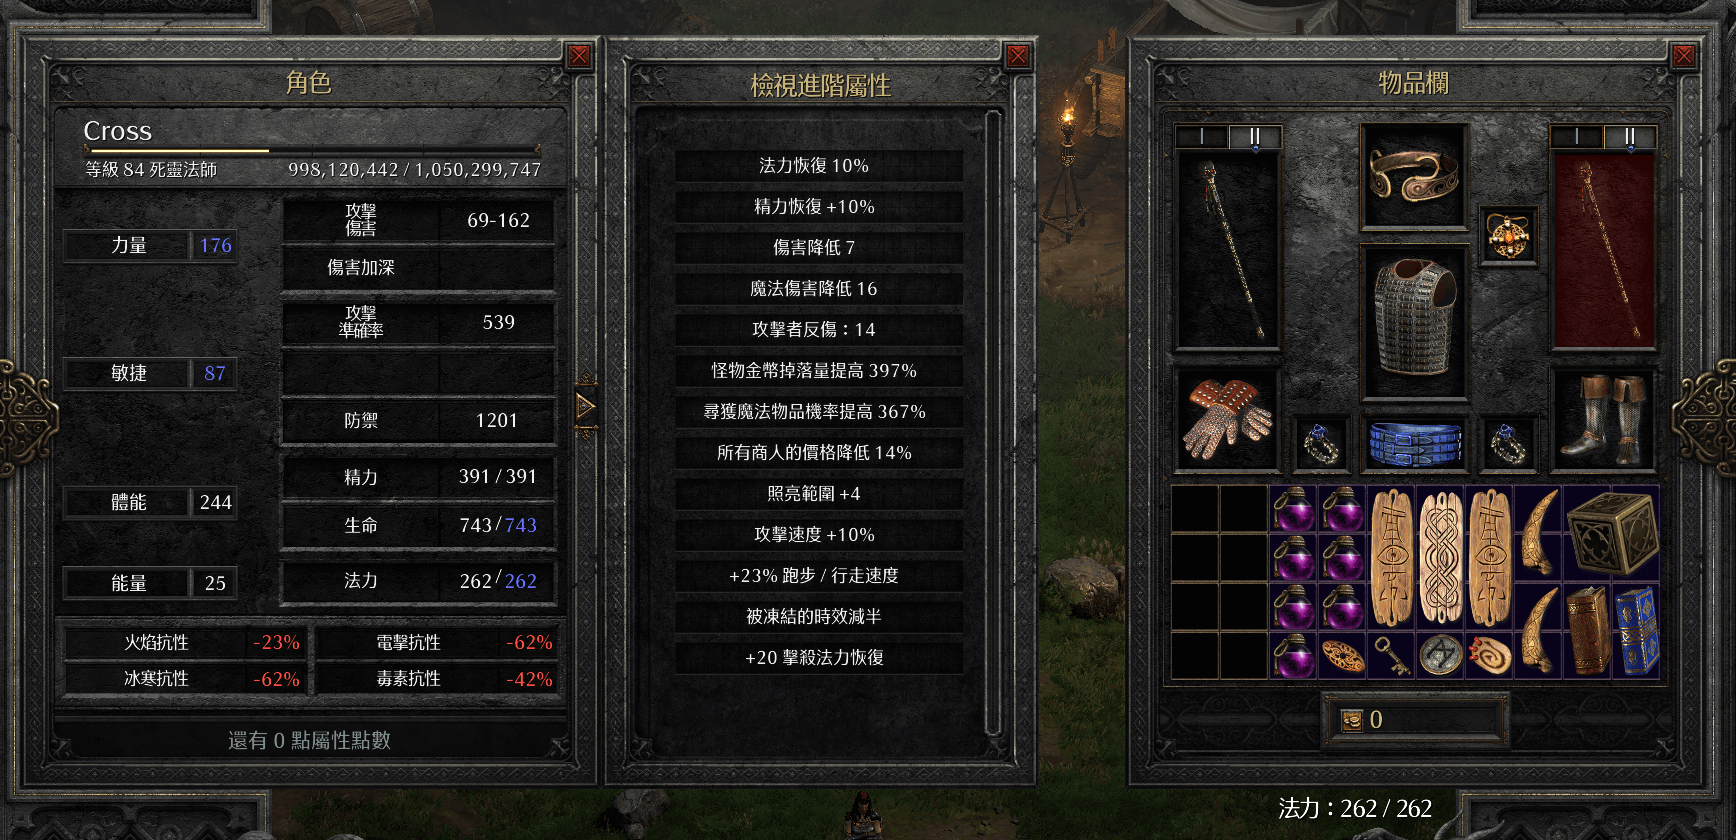 角色
Cross
等級 84 死靈法師
998,120,442 / 1,050,299,747
力量 176
敏捷 87
體能 244
能量 25
攻擊
傷害
69-162
傷害加深
攻擊
準確率
539
防禦 1201
精力 391 / 391
生命 743 / 743
法力 262 / 262
火焰抗性 -23%
電擊抗性 -62%
冰寒抗性 -62%
毒素抗性 -42%
還有 0 點屬性點數
檢視進階屬性
法力恢復 10%
精力恢復 +10%
傷害降低 7
魔法傷害降低 16
攻擊者反傷：14
怪物金幣掉落量提高 397%
尋獲魔法物品機率提高 367%
所有商人的價格降低 14%
照亮範圍 +4
攻擊速度 +10%
+23% 跑步 / 行走速度
被凍結的時效減半
+20 擊殺法力恢復
物品欄
I II
I II
0
法力：262 / 262